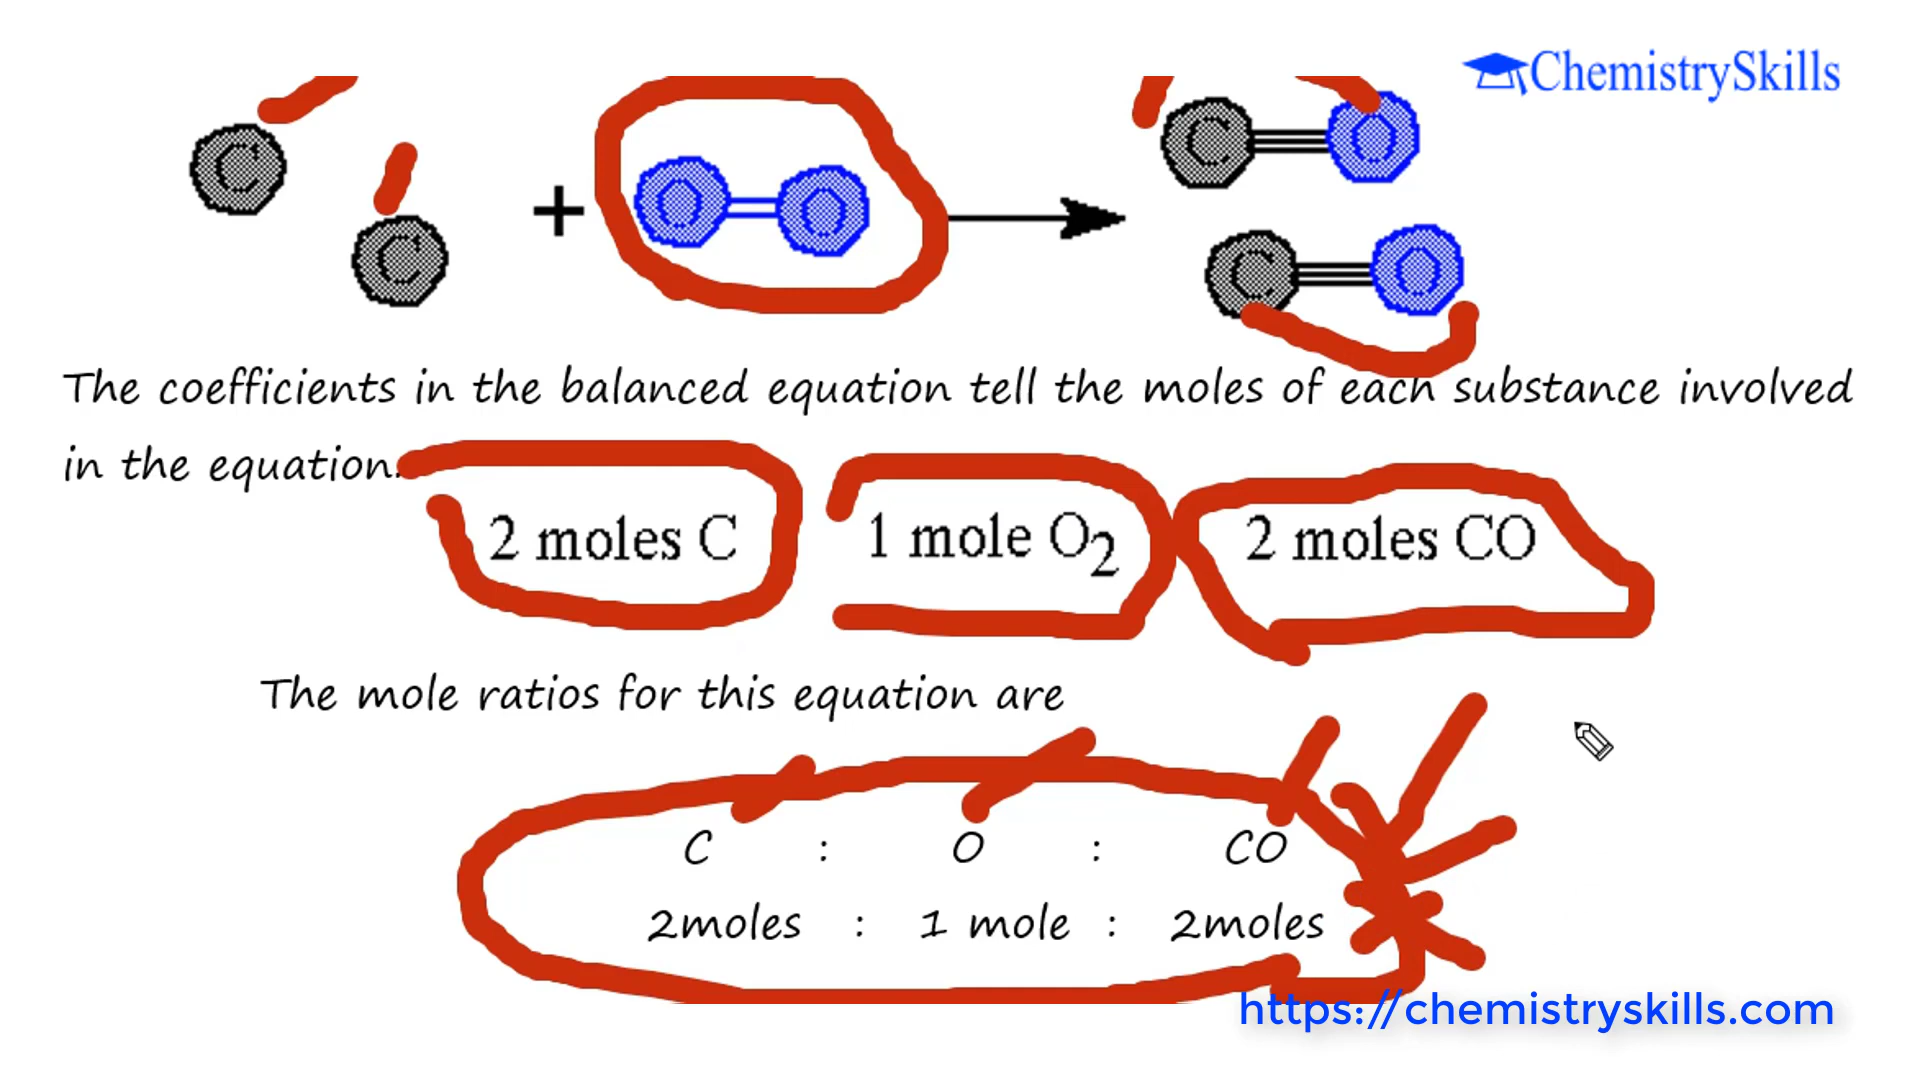 ChemistrySkills
C O
C + O O
C C O
The coefficients in the balanced equation tell the moles of each substance involved
in the equation.
2 moles C 1 mole O2 2 moles CO
The mole ratios for this equation are
C : O : CO
2moles : 1 mole : 2moles
https://chemistryskills.com